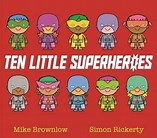 TEN LITTLE SUPERHEROES
Mike Brownlow Simon Rickerty